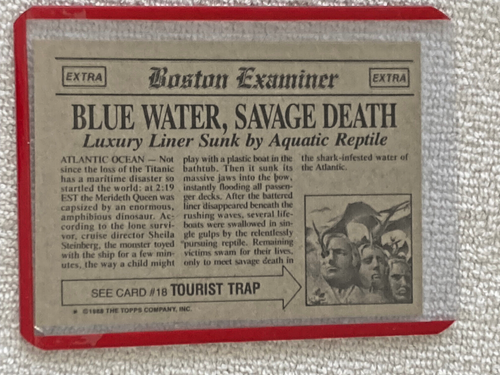 EXTRA Boston Examiner EXTRA
BLUE WATER, SAVAGE DEATH
Luxury Liner Sunk by Aquatic Reptile
ATLANTIC OCEAN — Not
since the loss of the Titanic
has a maritime disaster so
startled the world: at 2:19
EST the Merideth Queen was
capsized by an enormous,
amphibious dinosaur. Ac-
cording to the lone survi-
vor, cruise director Sheila
Steinberg, the monster toyed
with the ship for a few min-
utes, the way a child might
play with a plastic boat in the
bathtub. Then it sunk its
massive jaws into the bow,
instantly flooding all passen-
ger decks. After the battered
liner disappeared beneath the
rushing waves, several life-
boats were swallowed in sin-
gle gulps by the relentlessly
pursuing reptile. Remaining
victims swam for their lives,
only to meet savage death in
the shark-infested water of
the Atlantic.
SEE CARD #18 TOURIST TRAP
★ ©1988 THE TOPPS COMPANY, INC.